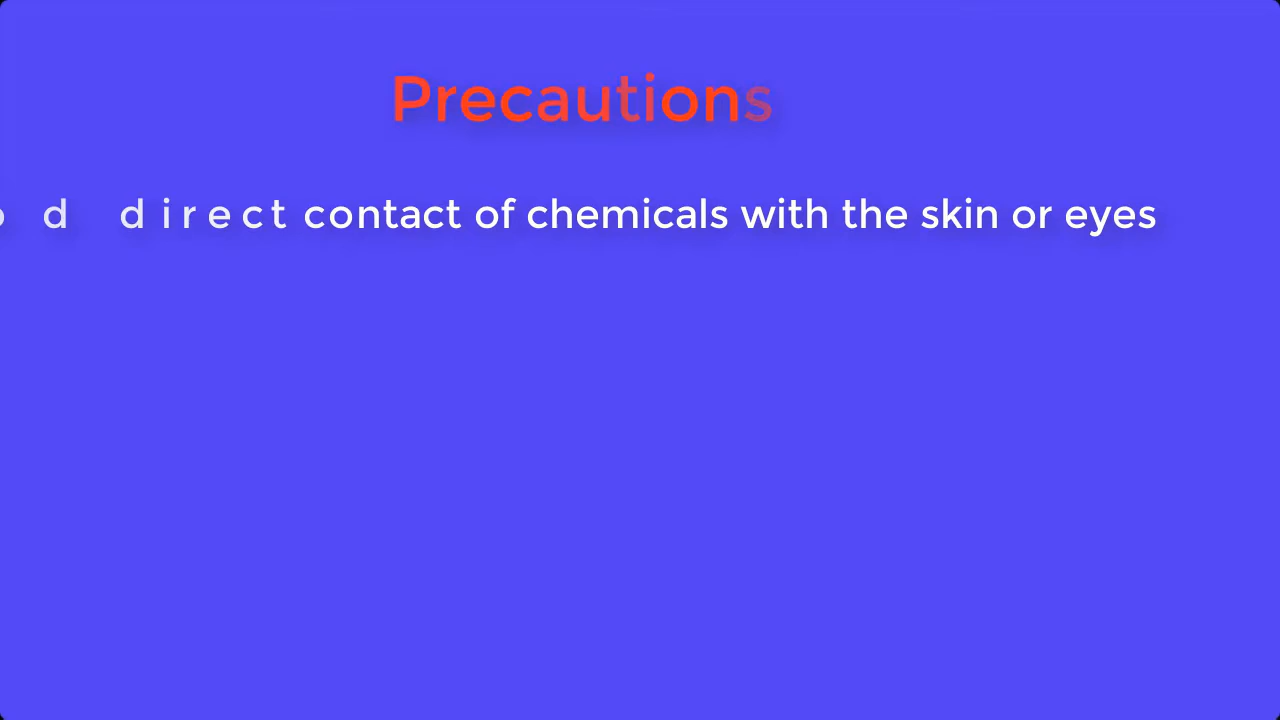 Precautions
d direct contact of chemicals with the skin or eyes